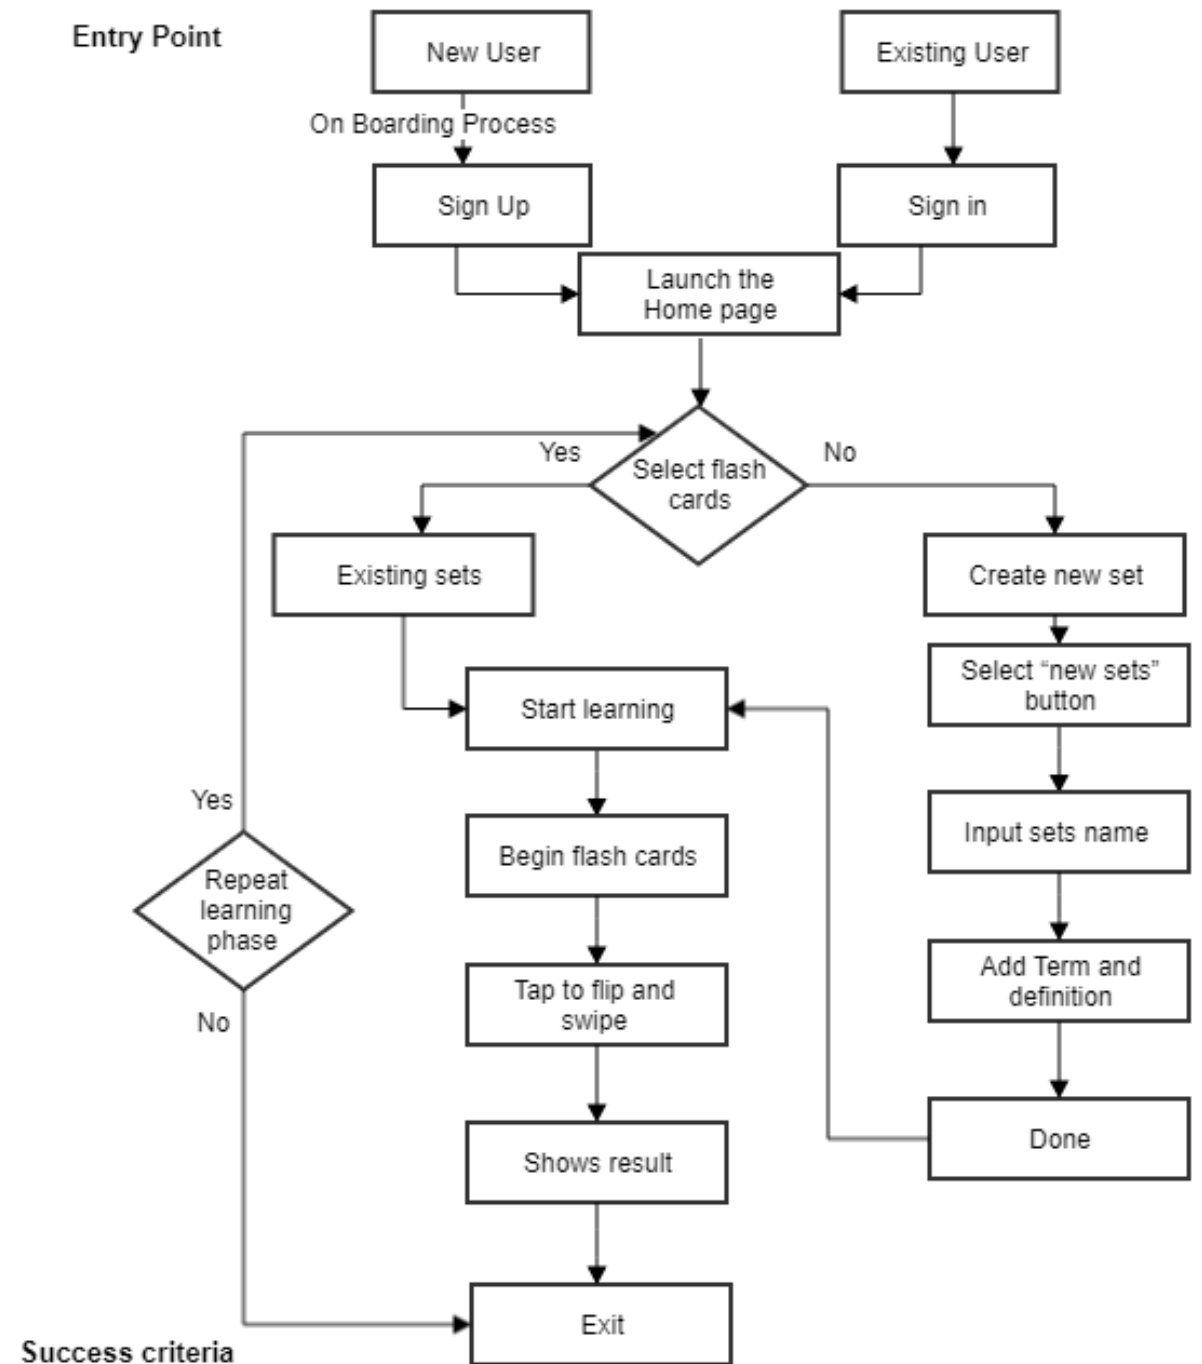 Entry Point
New User
Existing User
On Boarding Process
Sign Up
Sign in
Launch the
Home page
Yes
No
Select flash
cards
Existing sets
Create new set
Select “new sets”
button
Start learning
Yes
Input sets name
Begin flash cards
Repeat
learning
phase
Add Term and
definition
Tap to flip and
swipe
No
Done
Shows result
Exit
Success criteria